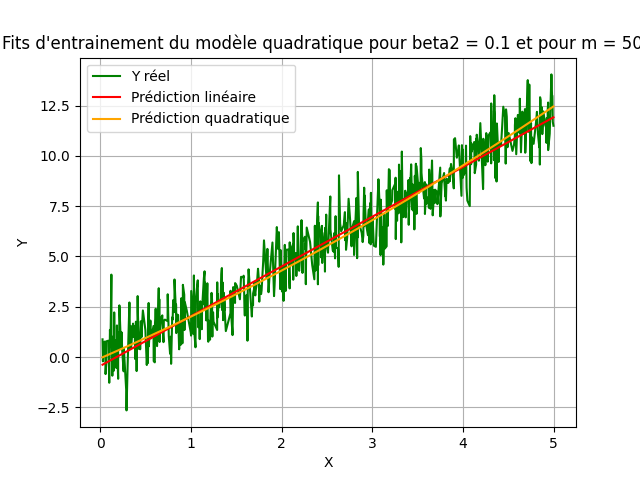 Fits d'entrainement du modèle quadratique pour beta2 = 0.1 et pour m = 50
Y réel
Prédiction linéaire
Prédiction quadratique
12.5
10.0
7.5
5.0
2.5
0.0
−2.5
Y
0 1 2 3 4 5
X